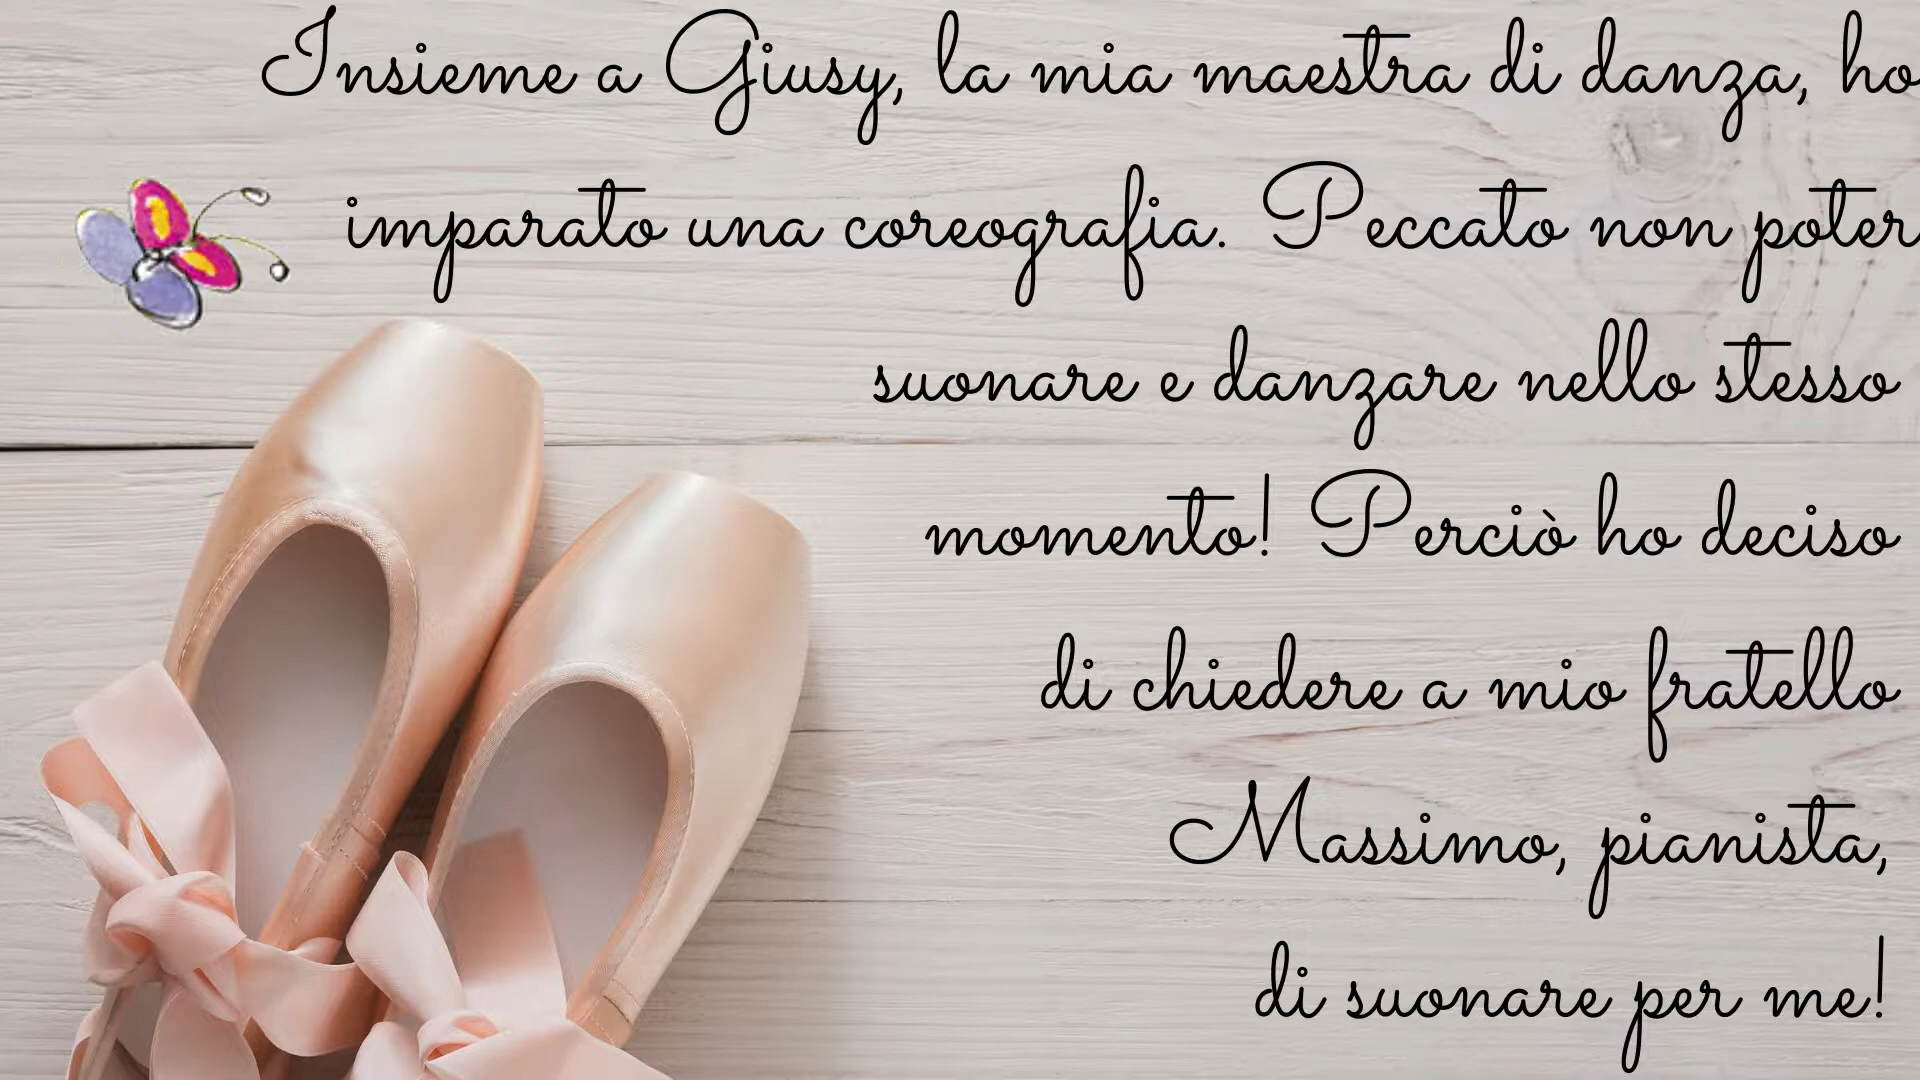 Insieme a Giusy, la mia maestra di danza, ho
imparato una coreografia. Peccato non poter
suonare e danzare nello stesso
momento! Perciò ho deciso
di chiedere a mio fratello
Massimo, pianista,
di suonare per me!